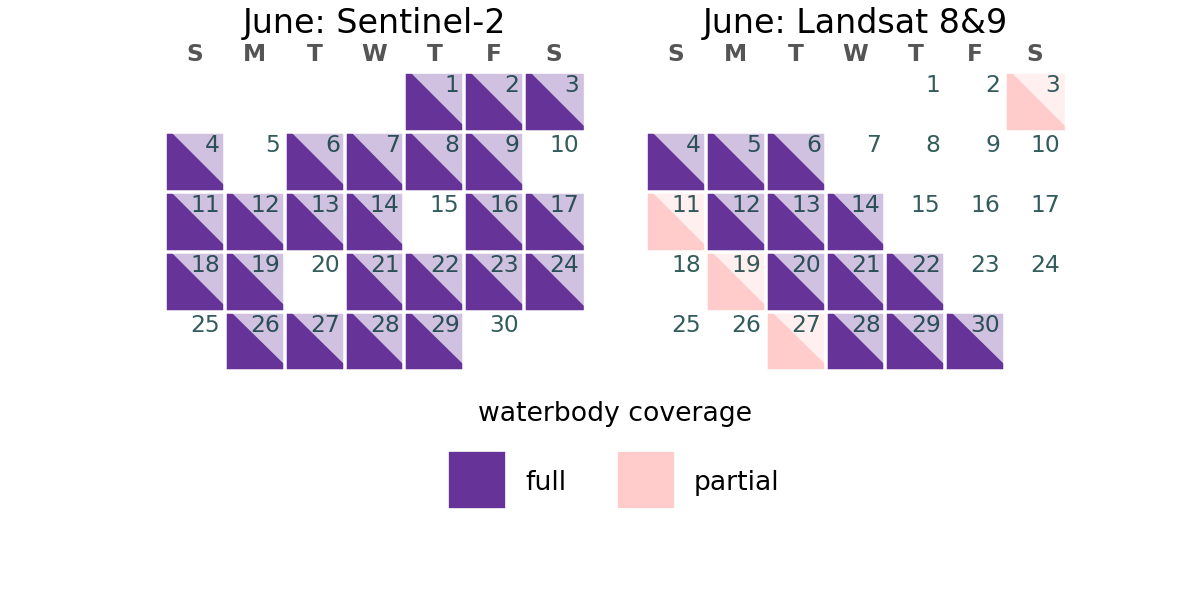 June: Sentinel-2
S M T W T F S
1 2 3
4 5 6 7 8 9 10
11 12 13 14 15 16 17
18 19 20 21 22 23 24
25 26 27 28 29 30
June: Landsat 8&9
S M T W T F S
1 2 3
4 5 6 7 8 9 10
11 12 13 14 15 16 17
18 19 20 21 22 23 24
25 26 27 28 29 30
waterbody coverage
full
partial